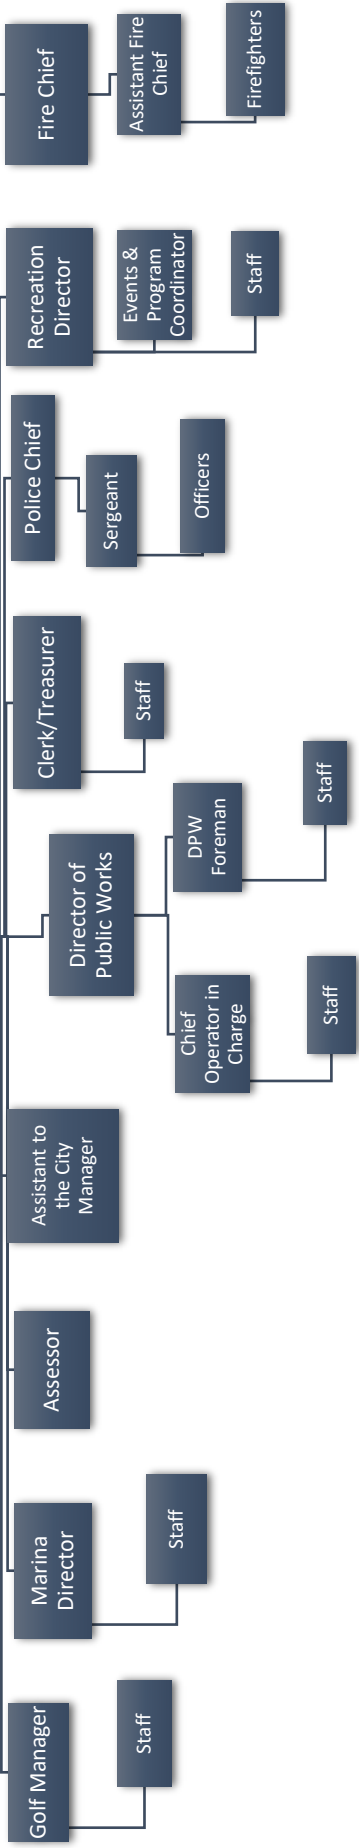 Golf Manager
Staff
Marina
Director
Staff
Assessor
Assistant to
the City
Manager
Director of
Public Works
Chief
Operator in
Charge
Staff
DPW
Foreman
Staff
Clerk/Treasurer
Staff
Police Chief
Sergeant
Officers
Recreation
Director
Events &
Program
Coordinator
Staff
Fire Chief
Assistant Fire
Chief
Firefighters